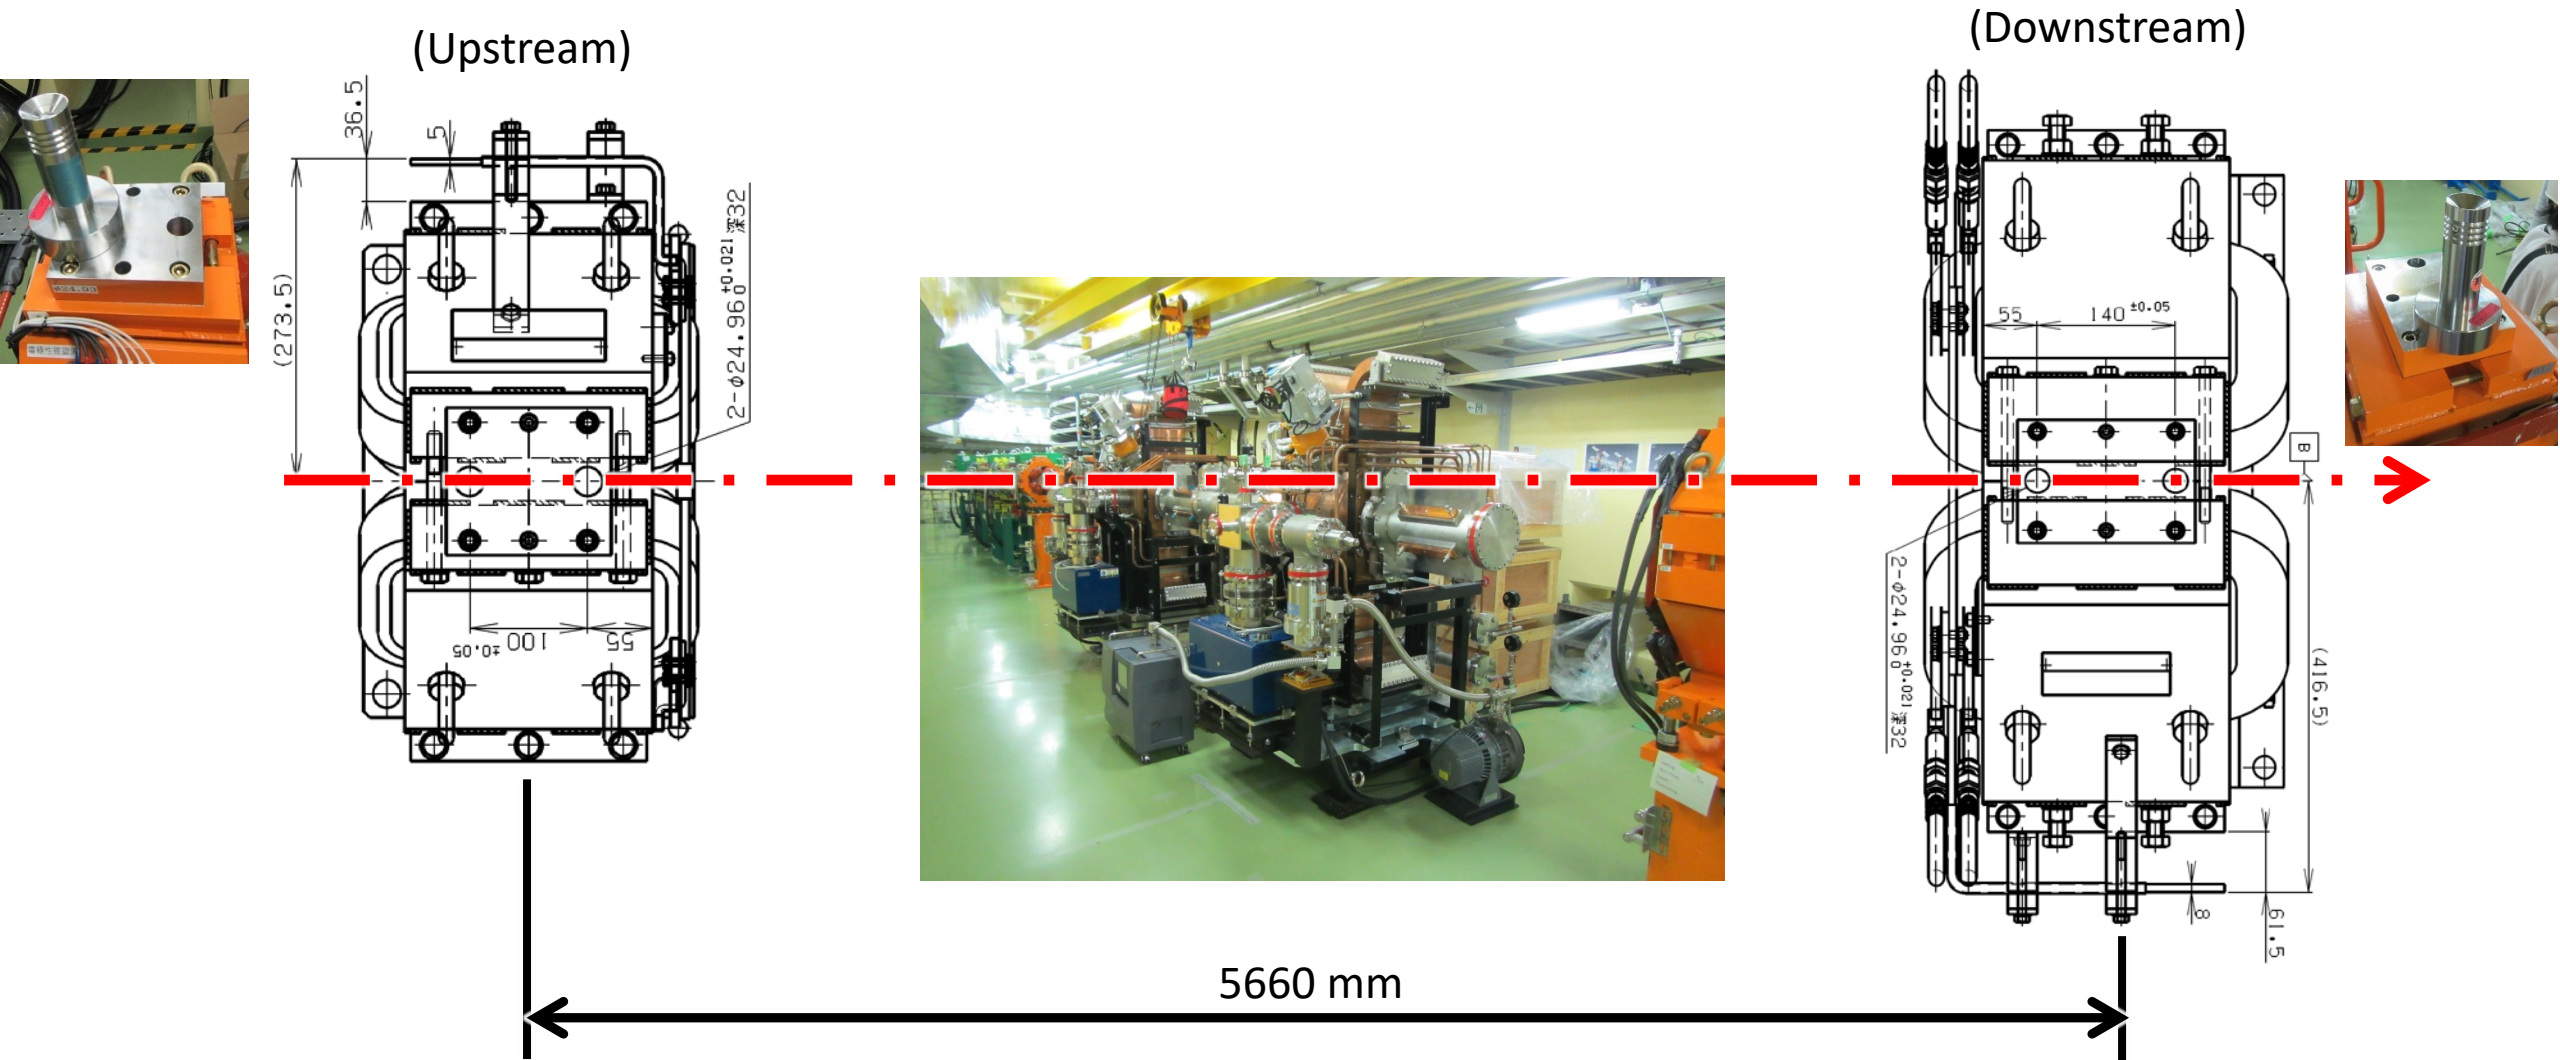 (Upstream)
(Downstream)
36.5
5
(273.5)
2-φ24.96 +0.021 0 深32
100 ±0.05
55
55
140 ±0.05
B
2-φ24.96 +0.021 0 深32
(416.5)
8
61.5
5660 mm